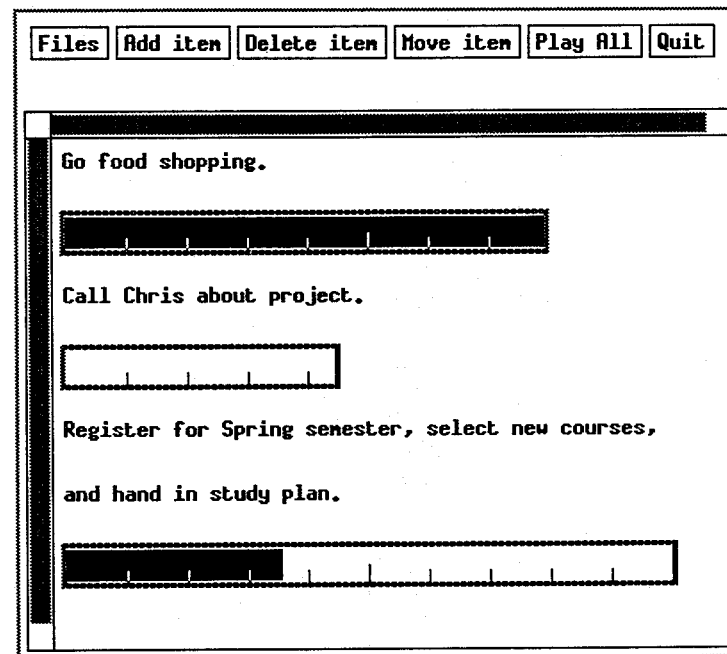 Files Add item Delete item Move item Play All Quit
Go food shopping.
Call Chris about project.
Register for Spring semester, select new courses,
and hand in study plan.